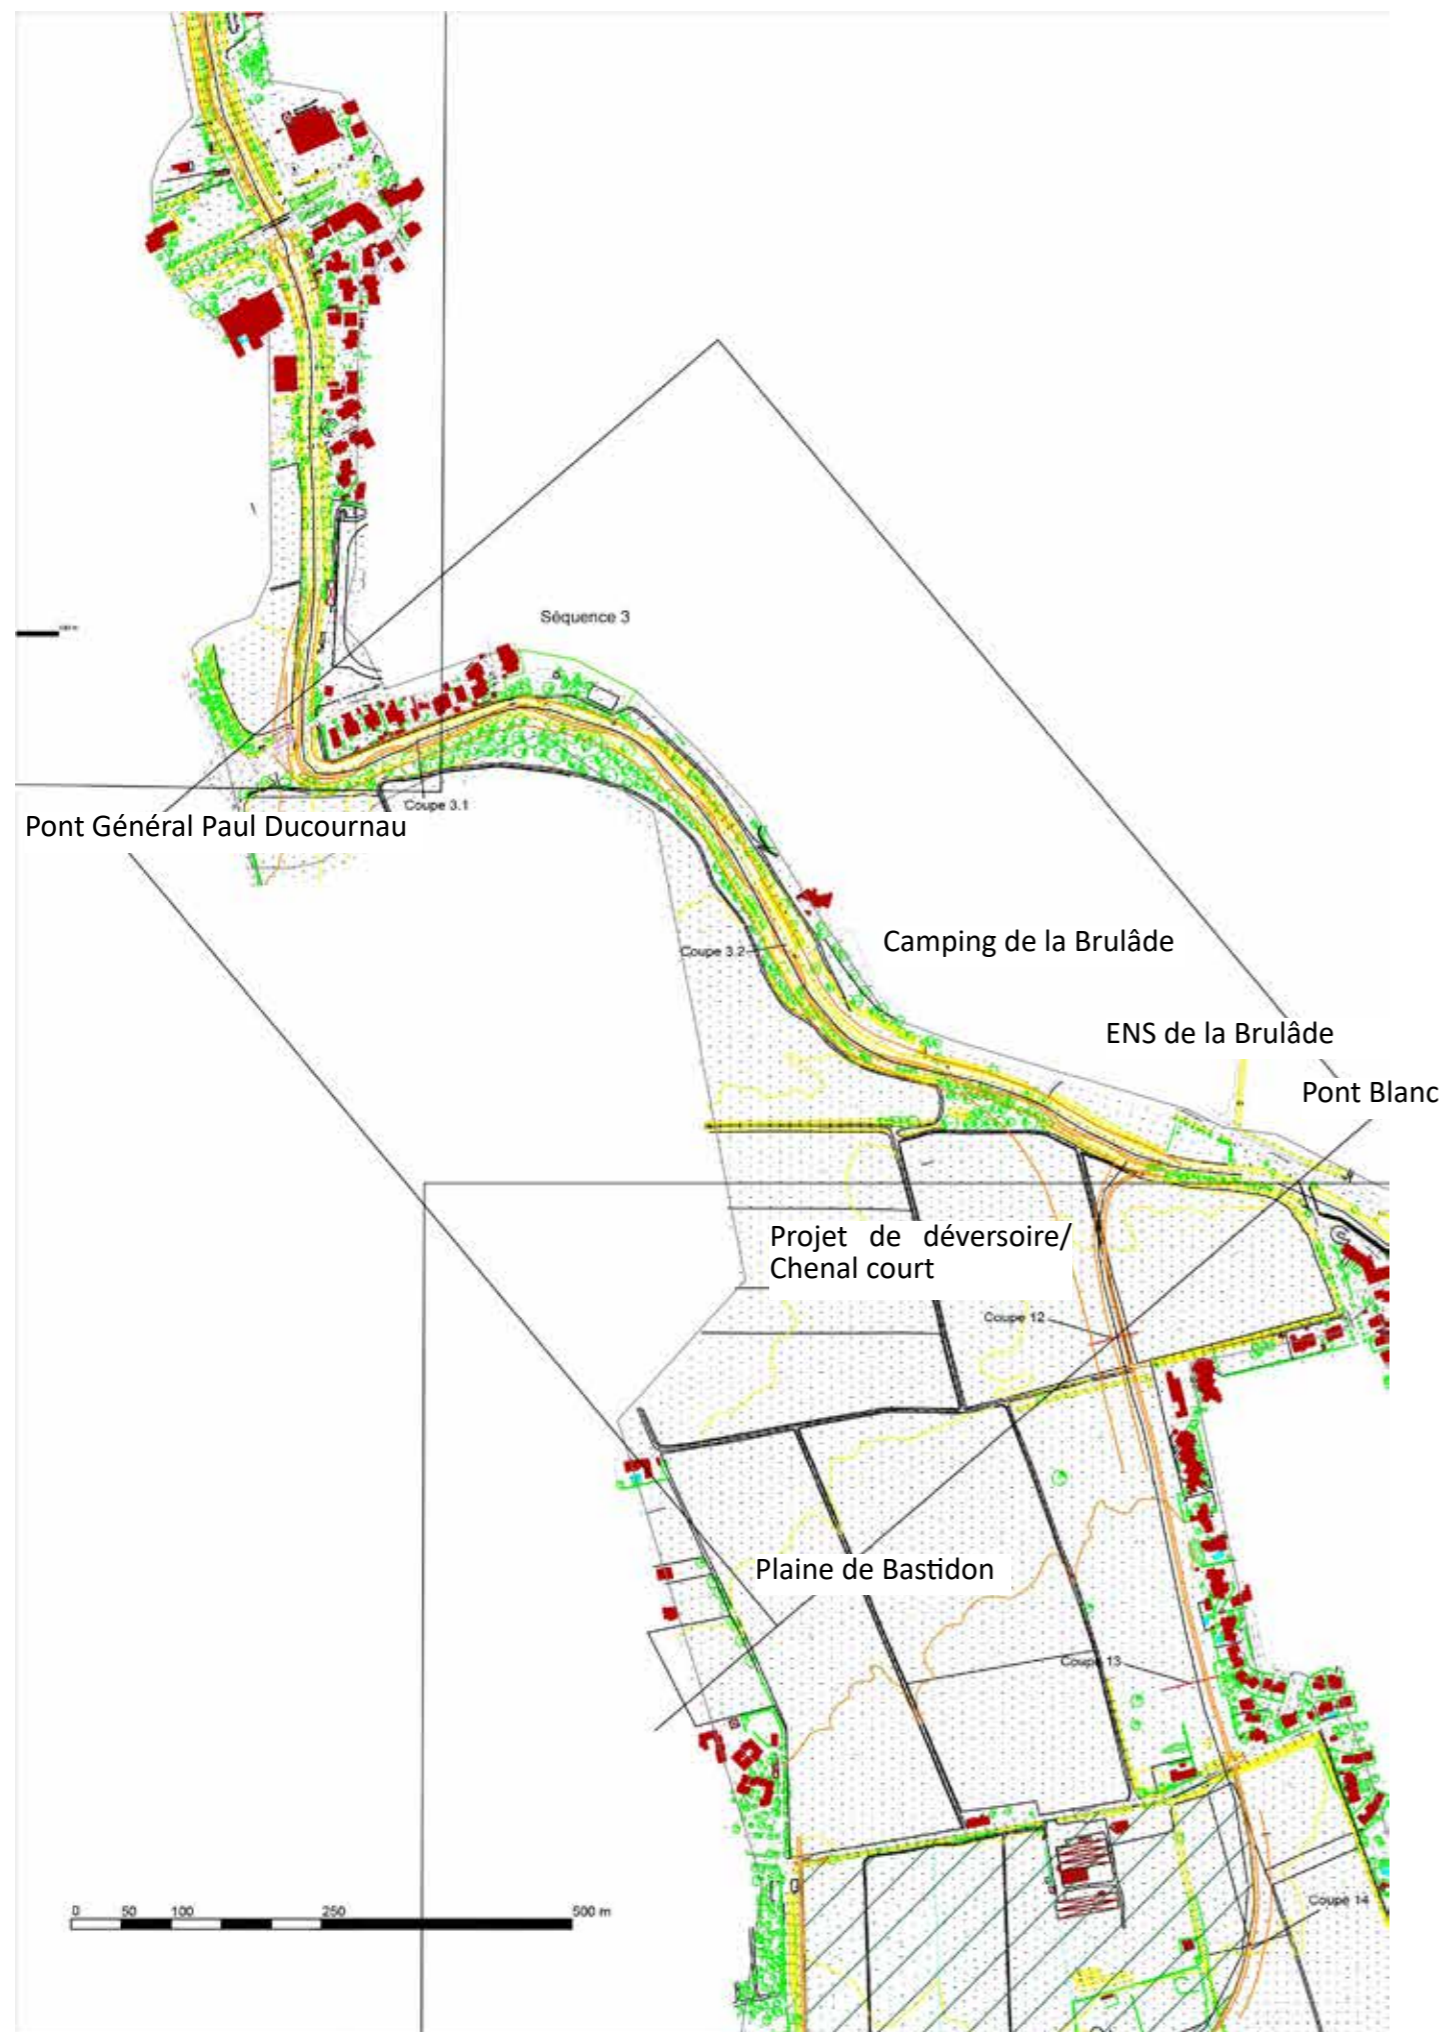 Séquence 3
Coupe 3.1
Pont Général Paul Ducournau
Camping de la Brulâde
Coupe 3.2
ENS de la Brulâde
Pont Blanc
Projet de déversoire/
Chenal court
Coupe 12
Plaine de Bastidon
Coupe 13
Coupe 14
0 50 100 250 500 m